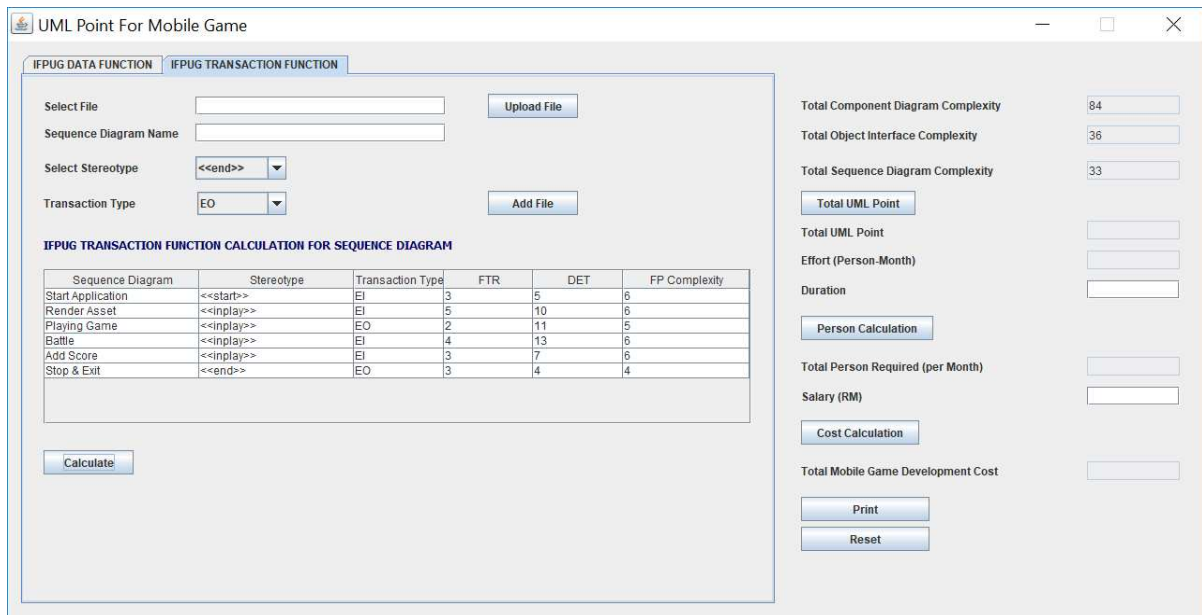 UML Point For Mobile Game
IFPUG DATA FUNCTION IFPUG TRANSACTION FUNCTION
Select File Upload File
Sequence Diagram Name
Select Stereotype <<end>>
Transaction Type EO Add File
IFPUG TRANSACTION FUNCTION CALCULATION FOR SEQUENCE DIAGRAM
Sequence Diagram Stereotype Transaction Type FTR DET FP Complexity
Start Application <<start>> EI 3 5 6
Render Asset <<inplay>> EI 5 10 6
Playing Game <<inplay>> EO 2 11 5
Battle <<inplay>> EI 4 13 6
Add Score <<inplay>> EI 3 7 6
Stop & Exit <<end>> EO 3 4 4
Calculate
Total Component Diagram Complexity 84
Total Object Interface Complexity 36
Total Sequence Diagram Complexity 33
Total UML Point
Total UML Point
Effort (Person-Month)
Duration
Person Calculation
Total Person Required (per Month)
Salary (RM)
Cost Calculation
Total Mobile Game Development Cost
Print
Reset